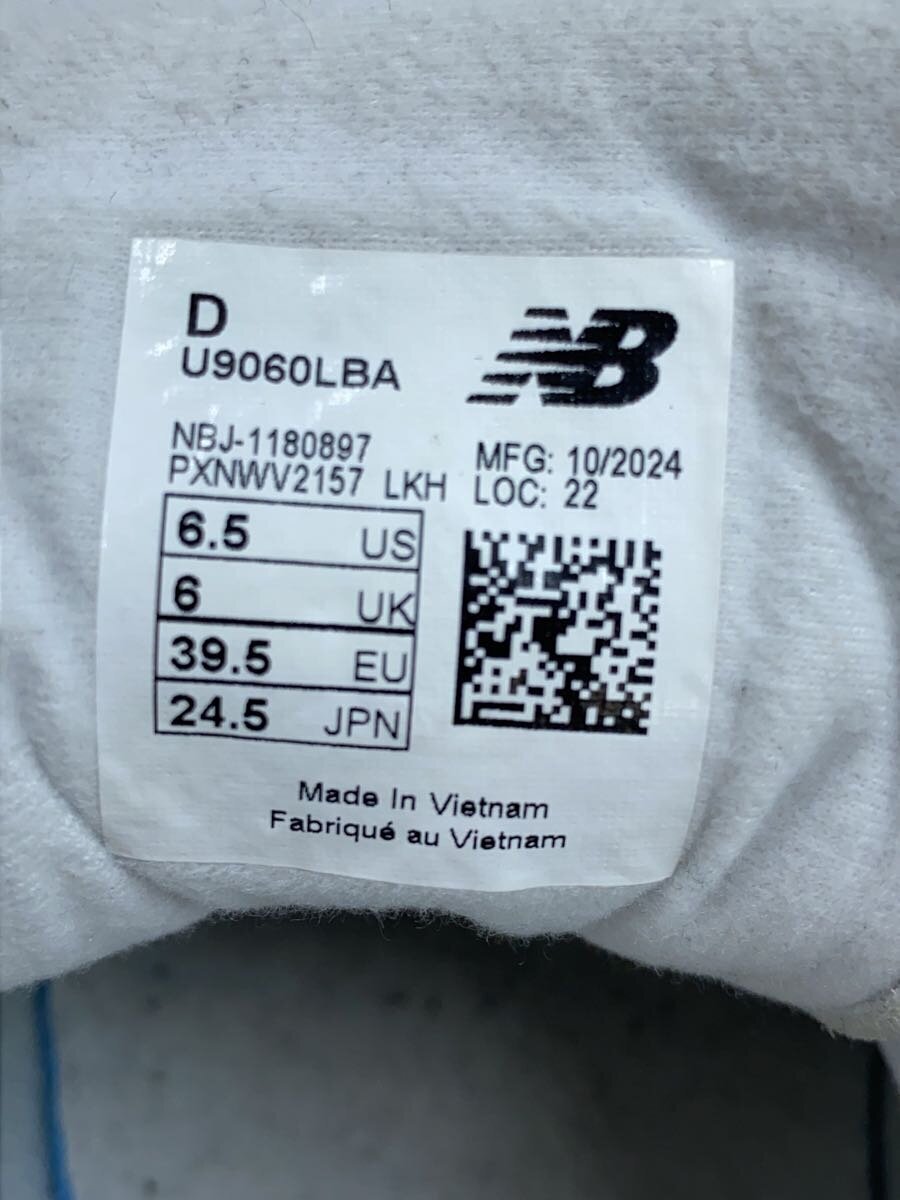 D
U9060LBA
NB
NBJ-1180897
PXNWV2157 LKH
MFG: 10/2024
LOC: 22
6.5 US
6 UK
39.5 EU
24.5 JPN
Made In Vietnam
Fabriqué au Vietnam